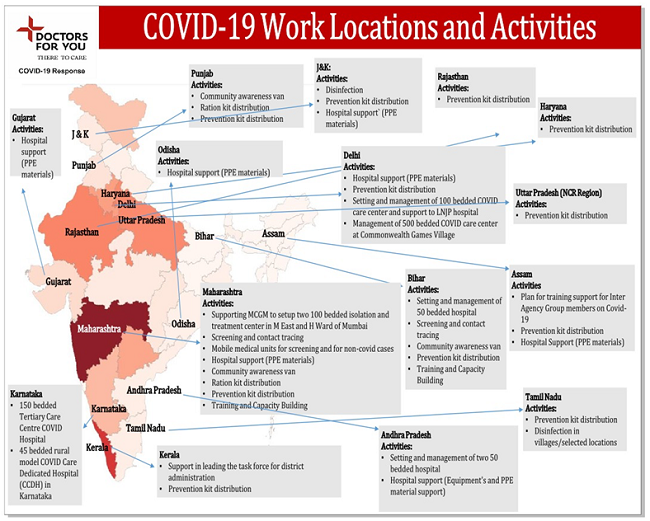 DOCTORS
FOR YOU
THERE TO CARE
COVID-19 Response
COVID-19 Work Locations and Activities
Punjab
Activities:
• Community awareness van
• Ration kit distribution
• Prevention kit distribution
J&K:
Activities:
• Disinfection
• Prevention kit distribution
• Hospital support' (PPE
materials)
Rajasthan
Activities:
• Prevention kit distribution
Haryana
Activities:
• Prevention kit distribution
Gujarat
Activities:
• Hospital
support
(PPE
materials)
Odisha
Activities:
• Hospital support (PPE materials)
Delhi
Activities:
• Hospital support (PPE materials)
• Prevention kit distribution
• Setting and management of 100 bedded COVID
care center and support to LNJP hospital
• Management of 500 bedded COVID care center
at Commonwealth Games Village
Uttar Pradesh (NCR Region)
Activities:
• Prevention kit distribution
J & K
Punjab
Haryana
Delhi
Uttar Pradesh
Rajasthan
Bihar
Assam
Gujarat
Maharashtra
Odisha
Andhra Pradesh
Karnataka
Tamil Nadu
Kerala
Maharashtra
Activities:
• Supporting MCGM to setup two 100 bedded isolation and
treatment center in M East and H Ward of Mumbai
• Screening and contact tracing
• Mobile medical units for screening and for non-covid cases
• Hospital support (PPE materials)
• Community awareness van
• Ration kit distribution
• Prevention kit distribution
• Training and Capacity Building
Bihar
Activities:
• Setting and
management of
50 bedded hospital
• Screening and contact
tracing
• Community awareness van
• Prevention kit distribution
• Training and Capacity
Building
Assam
Activities:
• Plan for training support for Inter
Agency Group members on Covid-
19
• Prevention kit distribution
• Hospital Support (PPE materials)
Karnataka
• 150 bedded
Tertiary Care
Centre COVID
Hospital
• 45 bedded rural
model COVID Care
Dedicated Hospital
(CCDH) in
Karnataka
Tamil Nadu
Activities:
• Prevention kit distribution
• Disinfection in
villages/selected locations
Kerala
• Support in leading the task force for district
administration
• Prevention kit distribution
Andhra Pradesh
Activities:
• Setting and management of two 50
bedded hospital
• Hospital support (Equipment's and PPE
material support)